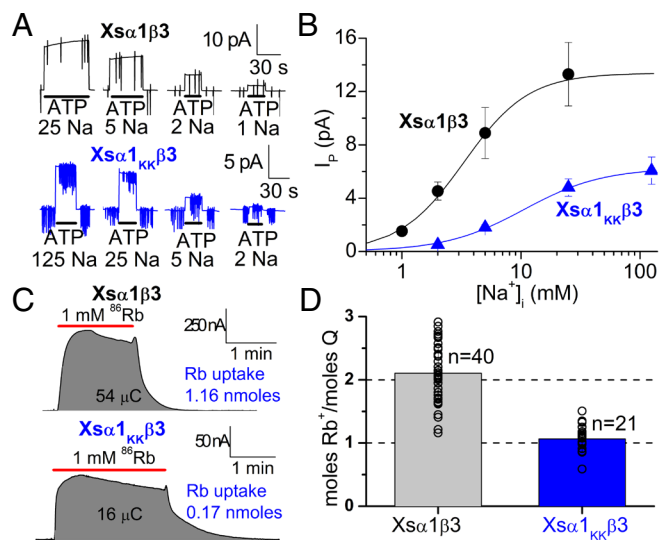 A
Xsα1β3
10 pA
30 s
ATP ATP ATP ATP
25 Na 5 Na 2 Na 1 Na
Xsα1KKβ3
5 pA
30 s
ATP ATP ATP ATP
125 Na 25 Na 5 Na 2 Na
B
16
12
8
4
0
IP (pA)
Xsα1β3
Xsα1KKβ3
1 10 100
[Na+]i (mM)
C
Xsα1β3
1 mM 86Rb
250nA
1 min
Rb uptake
1.16 nmoles
54 μC
Xsα1KKβ3
1 mM 86Rb
50nA
1 min
Rb uptake
0.17 nmoles
16 μC
D
moles Rb+/moles Q
3
2
1
0
n=40
n=21
Xsα1β3 Xsα1KKβ3